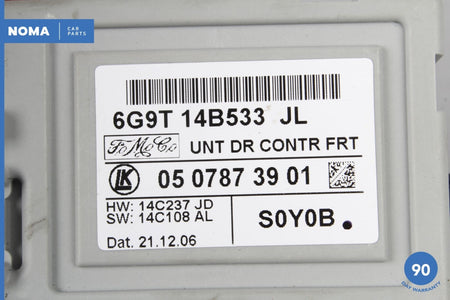 NOMA CAR PARTS
6G9T 14B533 JL
FoMoCo UNT DR CONTR FRT
LK 05 0787 39 01
HW: 14C237 JD
SW: 14C108 AL
S0Y0B.
Dat. 21.12.06
90
DAY WARRANTY